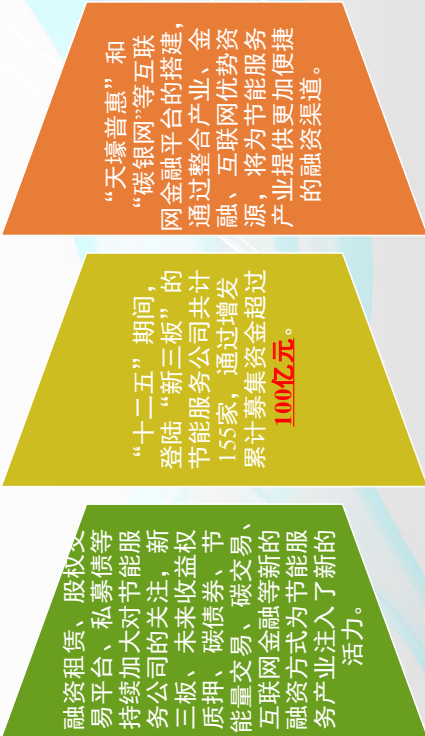 融资租赁、股权交
易平台、私募债等
持续加大对节能服
务公司的关注，新
三板、未来收益权
质押、碳债券、节
能量交易、碳交易、
互联网金融等新的
融资方式为节能服
务产业注入了新的
活力。
“十二五”期间，
登陆“新三板”的
节能服务公司共计
155家，通过增发
累计募集资金超过
100亿元。
“天壕普惠”和
“碳银网”等互联
网金融平台的搭建，
通过整合产业、金
融、互联网优势资
源，将为节能服务
产业提供更加便捷
的融资渠道。